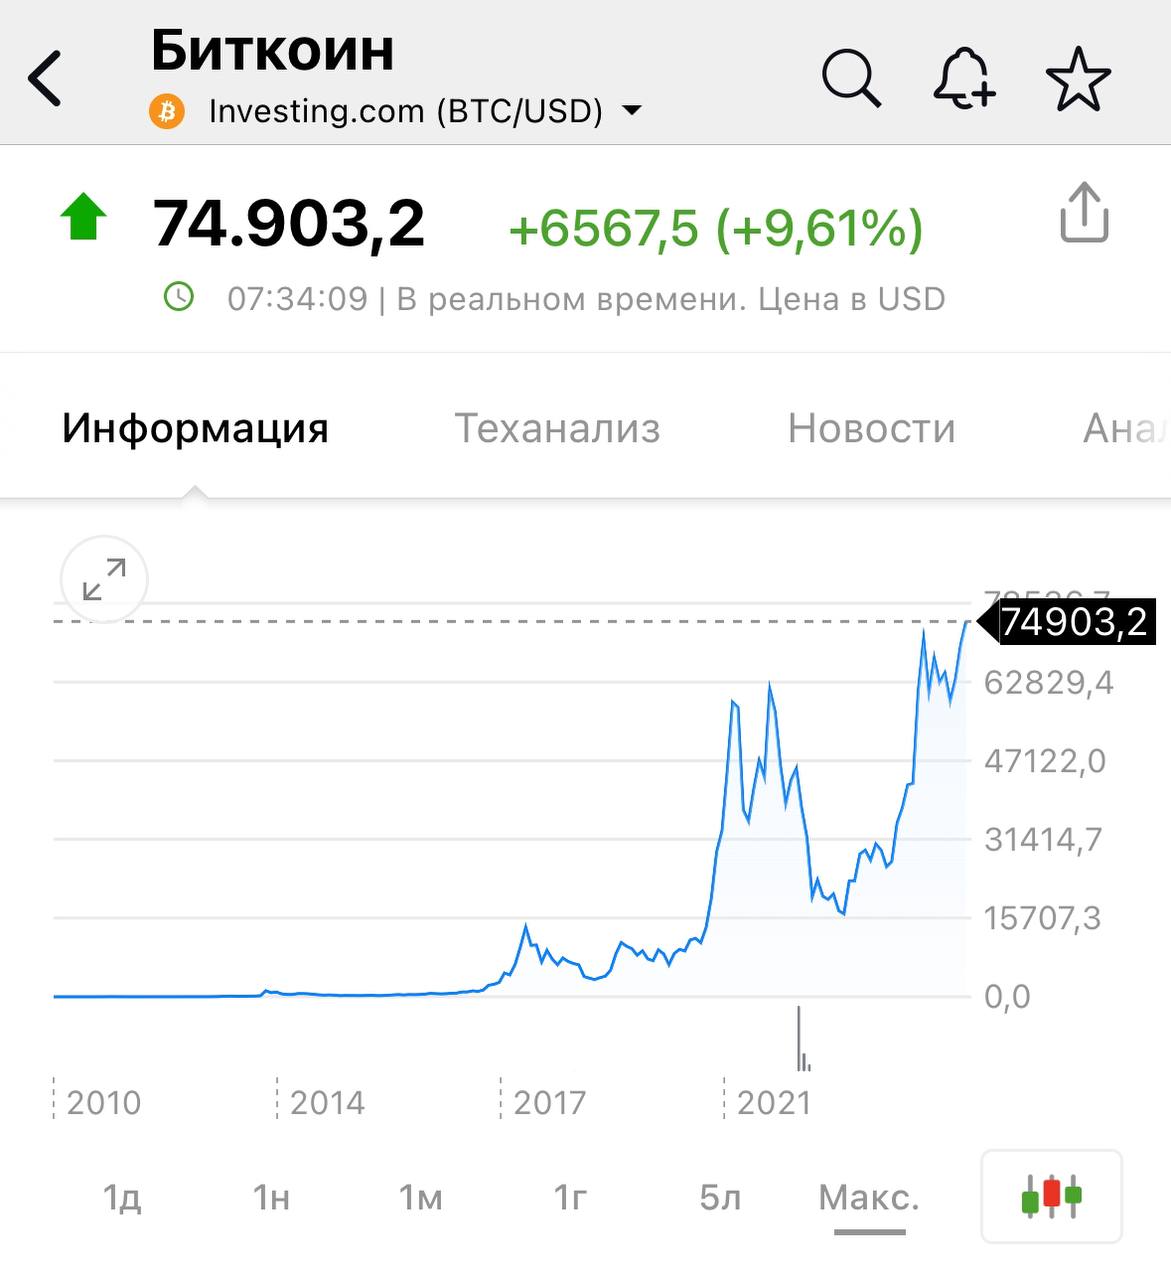 Биткоин
Investing.com (BTC/USD)
74.903,2 +6567,5 (+9,61%)
07:34:09 | В реальном времени. Цена в USD
Информация Теханализ Новости
74903,2
62829,4
47122,0
31414,7
15707,3
0,0
2010 2014 2017 2021
1д 1н 1м 1г 5л Макс.